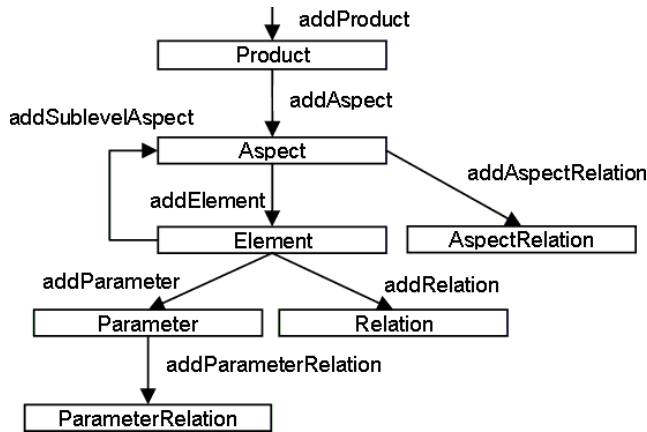 addProduct
Product
addAspect
addSublevelAspect
Aspect
addAspectRelation
addElement
Element
AspectRelation
addParameter
addRelation
Parameter
Relation
addParameterRelation
ParameterRelation